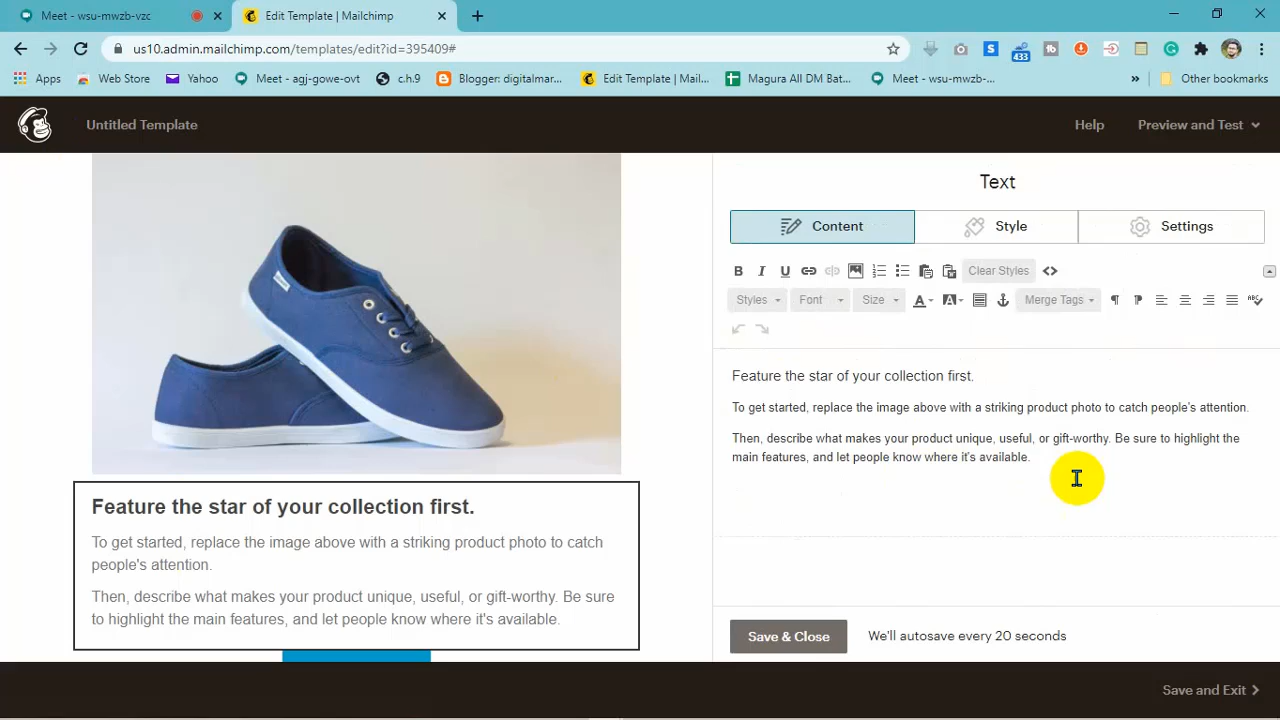 Meet - wsu-mwzb-vzc
Edit Template | Mailchimp
us10.admin.mailchimp.com/templates/edit?id=395409#
433
Apps
Web Store
Yahoo
Meet - agj-gowe-ovt
c.h.9
Blogger: digitalmar...
Edit Template | Mail...
Magura All DM Bat...
Meet - wsu-mwzb-...
Other bookmarks
Untitled Template
Help
Preview and Test
Text
Content
Style
Settings
B I U Clear Styles <>
Styles Font Size A A Merge Tags ABC
Feature the star of your collection first.
To get started, replace the image above with a striking product photo to catch people's attention.
Then, describe what makes your product unique, useful, or gift-worthy. Be sure to highlight the
main features, and let people know where it's available.
Feature the star of your collection first.
To get started, replace the image above with a striking product photo to catch
people's attention.
Then, describe what makes your product unique, useful, or gift-worthy. Be sure
to highlight the main features, and let people know where it's available.
Save & Close
We'll autosave every 20 seconds
Save and Exit